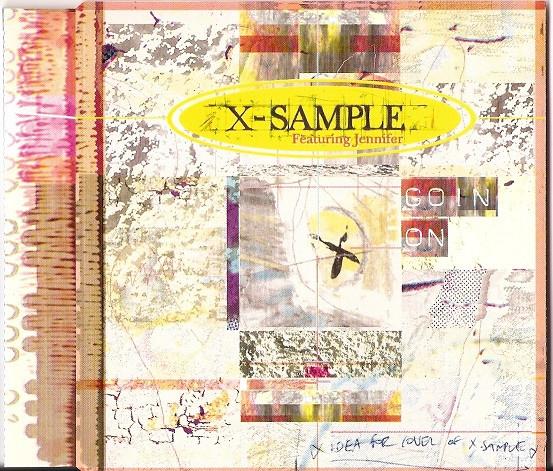 X-SAMPLE
Featuring Jennifer
GOIN
ON
x IDEA FOR COVER OF X SAMPLE x